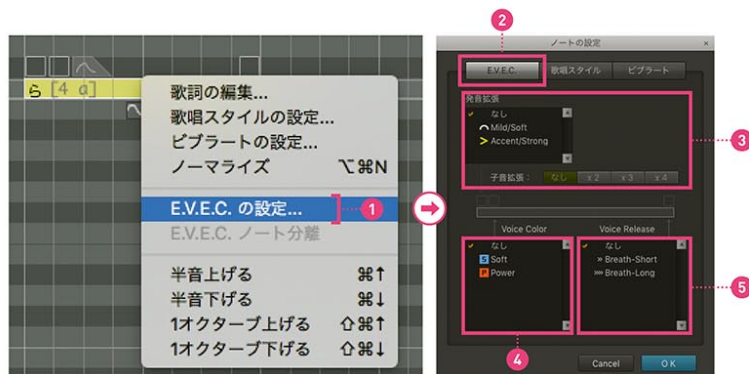 ら [4 a]
歌詞の編集...
歌唱スタイルの設定...
ビブラートの設定...
ノーマライズ ⌥⌘N
E.V.E.C. の設定...
E.V.E.C. ノート分離
半音上げる ⌘↑
半音下げる ⌘↓
1オクターブ上げる ⇧⌘↑
1オクターブ下げる ⇧⌘↓
1
2
ノートの設定 ×
E.V.E.C. 歌唱スタイル ビブラート
発音拡張
なし
Mild/Soft
Accent/Strong
子音拡張： なし x 2 x 3 x 4
3
Voice Color Voice Release
なし なし
S Soft » Breath-Short
P Power »» Breath-Long
4
5
Cancel OK